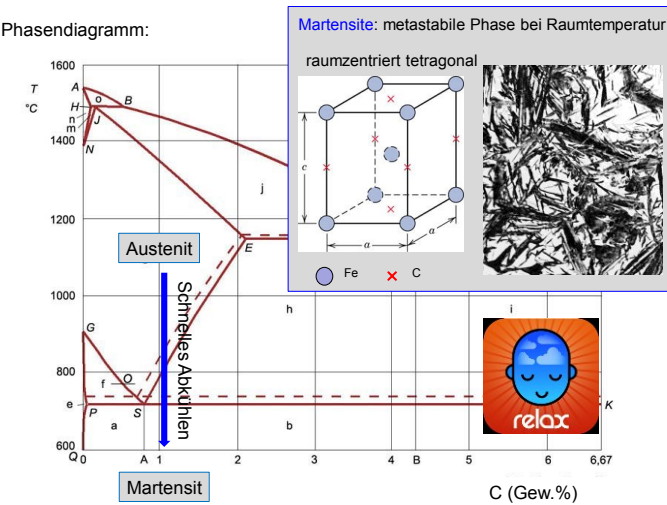 Phasendiagramm:
Martensite: metastabile Phase bei Raumtemperatur
raumzentriert tetragonal
c
a
a
Fe
C
1600
T
A
°C
H
o
B
n
J
m
1400
N
j
1200
Austenit
E
Schnelles Abkühlen
1000
h
i
G
800
f
O
relax
e
P
S
K
a
b
600
Q
0
A
1
2
3
4
B
5
6
6,67
Martensit
C (Gew.%)